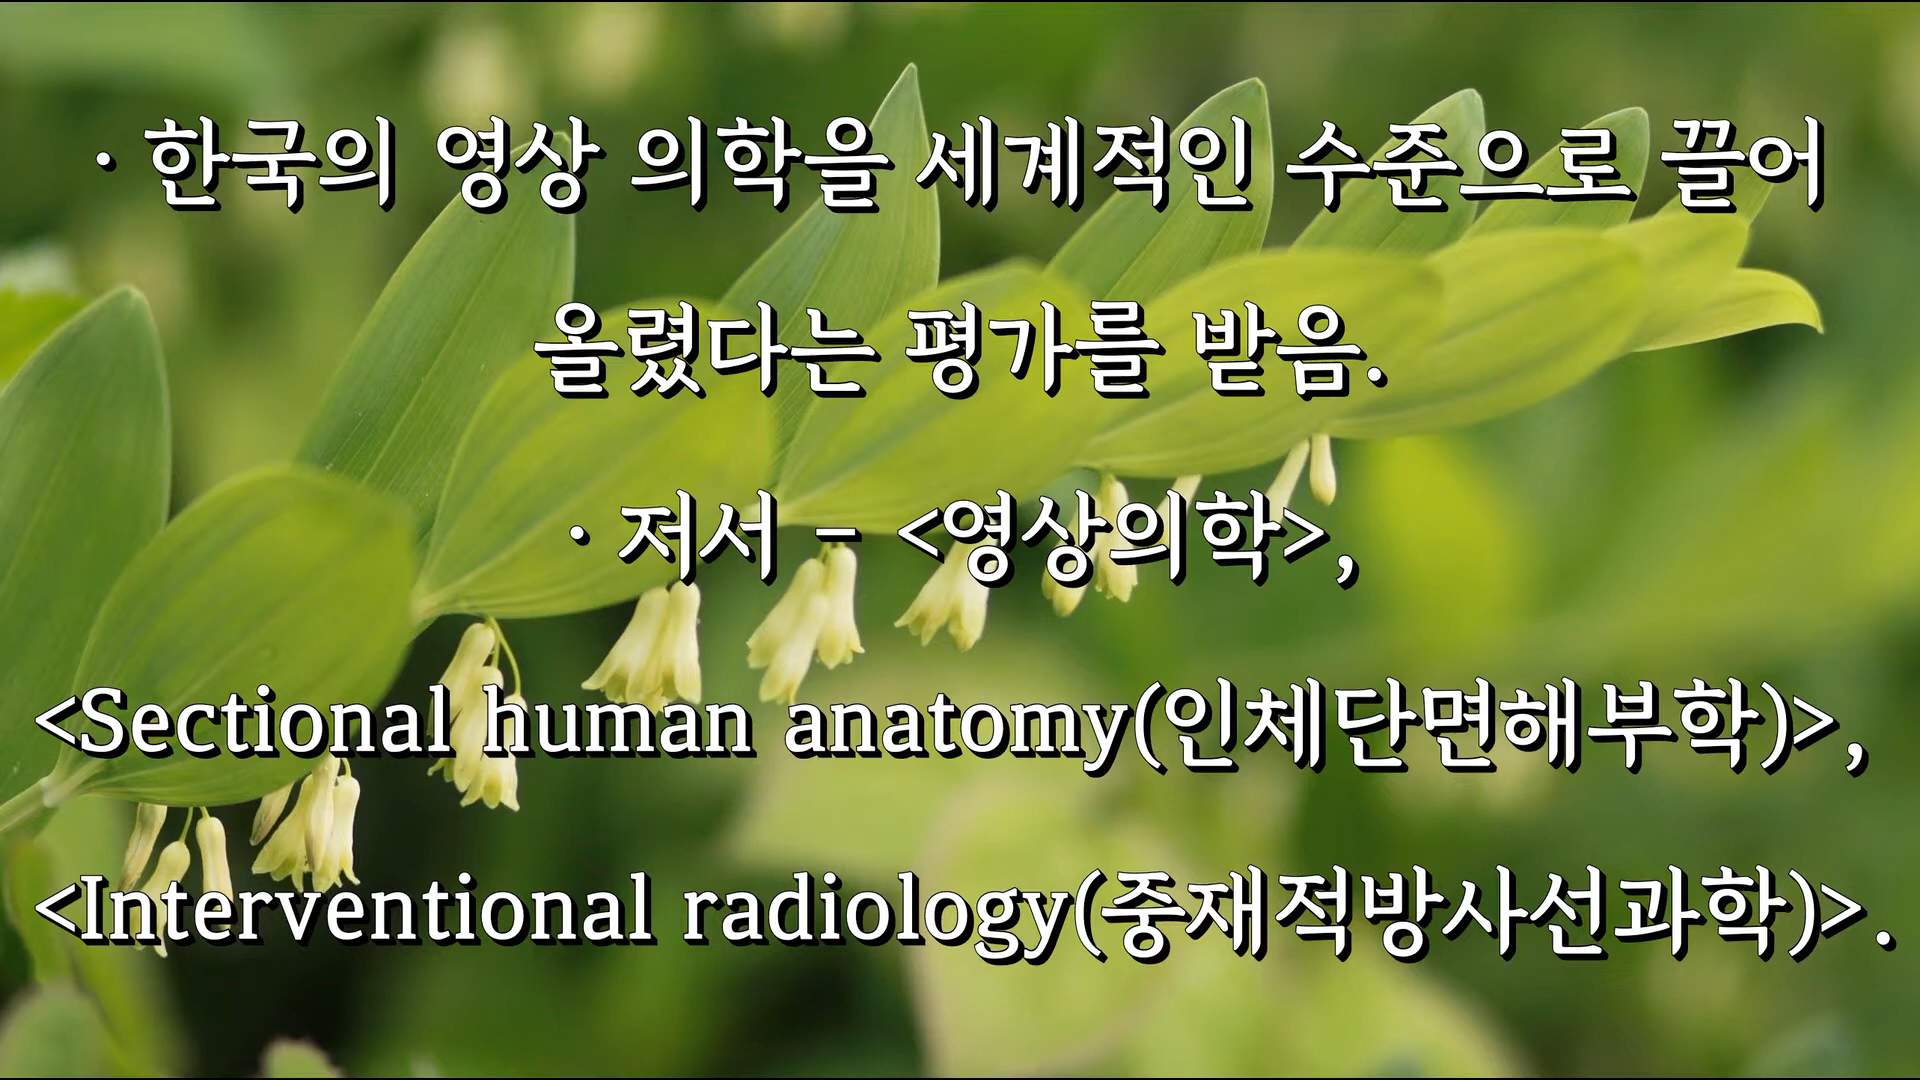 · 한국의 영상 의학을 세계적인 수준으로 끌어
올렸다는 평가를 받음.
· 저서 - <영상의학>,
<Sectional human anatomy(인체단면해부학)>,
<Interventional radiology(중재적방사선과학)>.